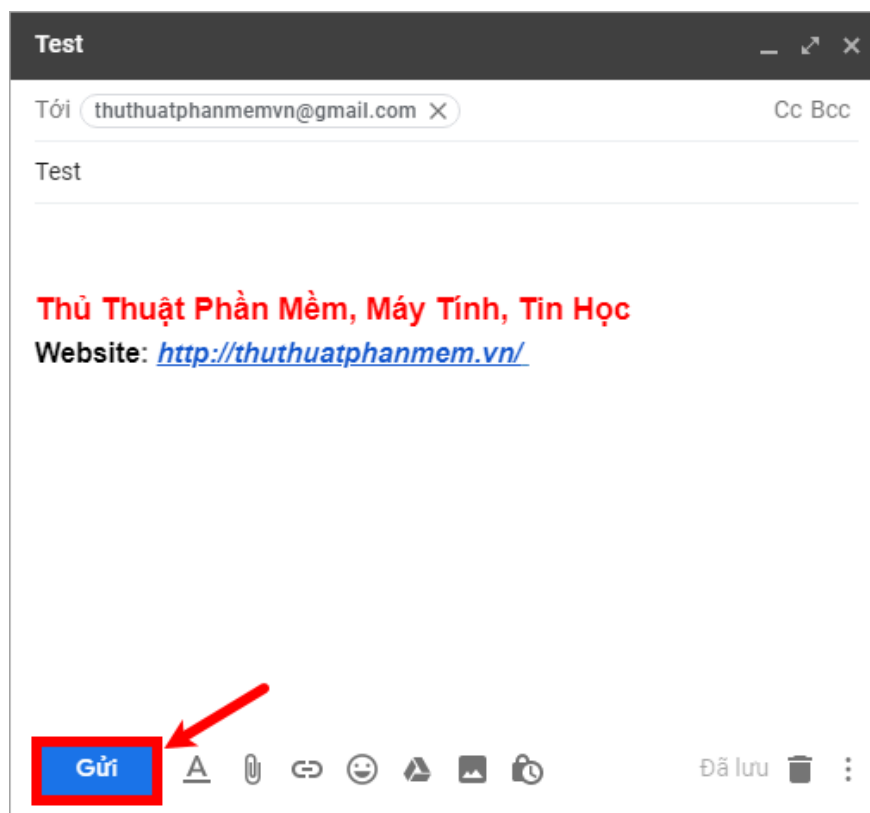 Test
Tới thuthuatphanmemvn@gmail.com Cc Bcc
Test
Thủ Thuật Phần Mềm, Máy Tính, Tin Học
Website: http://thuthuatphanmem.vn/
Gửi A Đã lưu